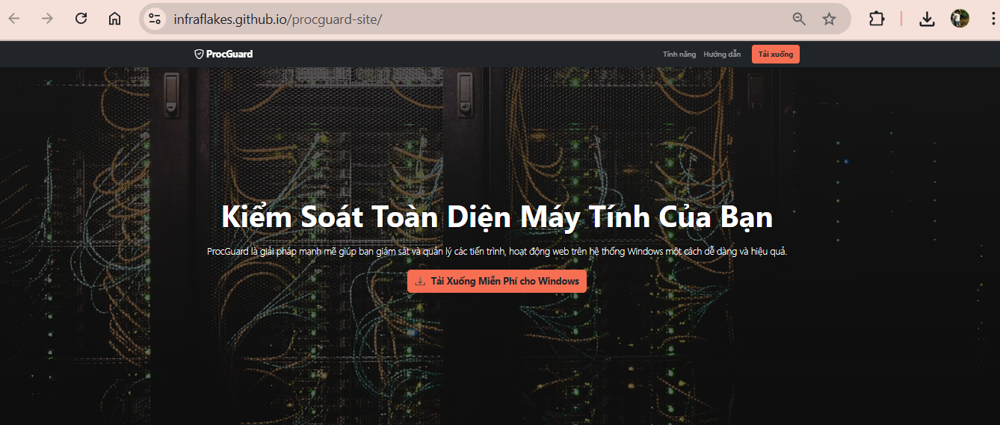 infraflakes.github.io/procguard-site/
ProcGuard
Tính năng Hướng dẫn Tải xuống
Kiểm Soát Toàn Diện Máy Tính Của Bạn
ProcGuard là giải pháp mạnh mẽ giúp bạn giám sát và quản lý các tiến trình, hoạt động web trên hệ thống Windows một cách dễ dàng và hiệu quả.
Tải Xuống Miễn Phí cho Windows